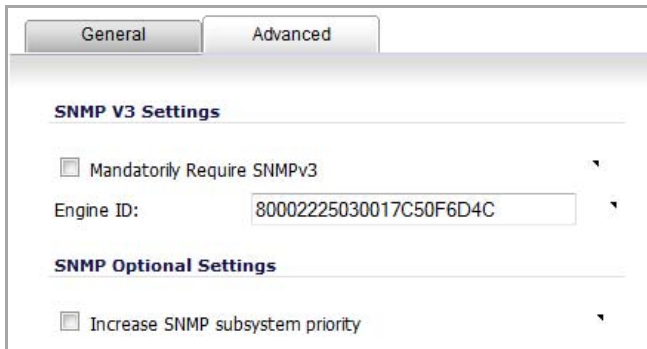 General Advanced
SNMP V3 Settings
Mandatorily Require SNMPv3
Engine ID: 80002225030017C50F6D4C
SNMP Optional Settings
Increase SNMP subsystem priority